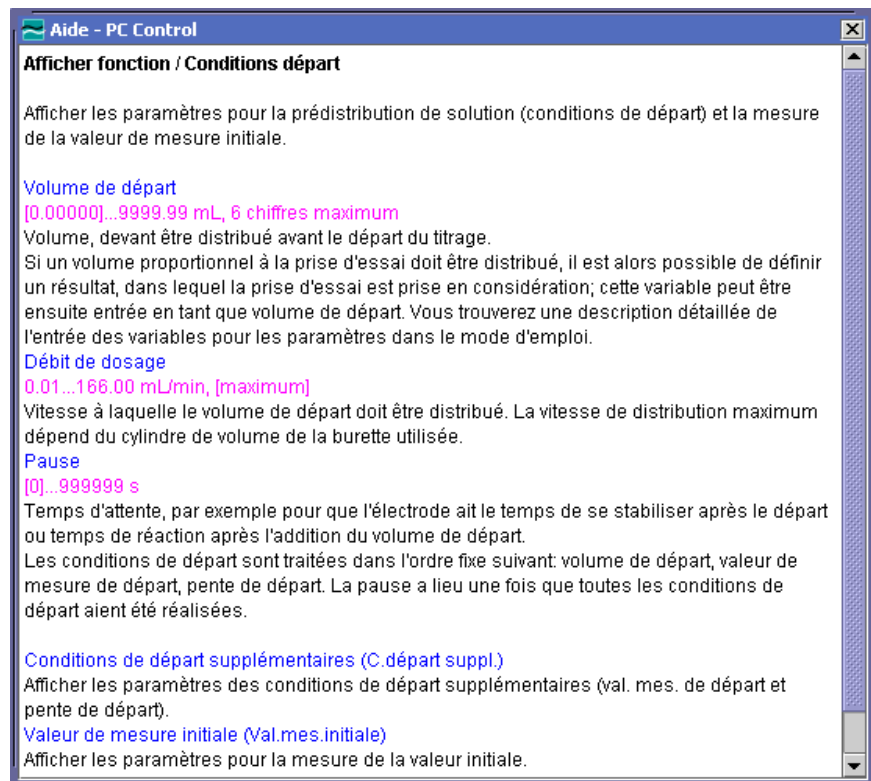 Aide - PC Control
Afficher fonction / Conditions départ
Afficher les paramètres pour la prédistribution de solution (conditions de départ) et la mesure
de la valeur de mesure initiale.
Volume de départ
[0.00000]...9999.99 mL, 6 chiffres maximum
Volume, devant être distribué avant le départ du titrage.
Si un volume proportionnel à la prise d'essai doit être distribué, il est alors possible de définir
un résultat, dans lequel la prise d'essai est prise en considération; cette variable peut être
ensuite entrée en tant que volume de départ. Vous trouverez une description détaillée de
l'entrée des variables pour les paramètres dans le mode d'emploi.
Débit de dosage
0.01...166.00 mL/min, [maximum]
Vitesse à laquelle le volume de départ doit être distribué. La vitesse de distribution maximum
dépend du cylindre de volume de la burette utilisée.
Pause
[0]...999999 s
Temps d'attente, par exemple pour que l'électrode ait le temps de se stabiliser après le départ
ou temps de réaction après l'addition du volume de départ.
Les conditions de départ sont traitées dans l'ordre fixe suivant: volume de départ, valeur de
mesure de départ, pente de départ. La pause a lieu une fois que toutes les conditions de
départ aient été réalisées.
Conditions de départ supplémentaires (C.départ suppl.)
Afficher les paramètres des conditions de départ supplémentaires (val. mes. de départ et
pente de départ).
Valeur de mesure initiale (Val.mes.initiale)
Afficher les paramètres pour la mesure de la valeur initiale.